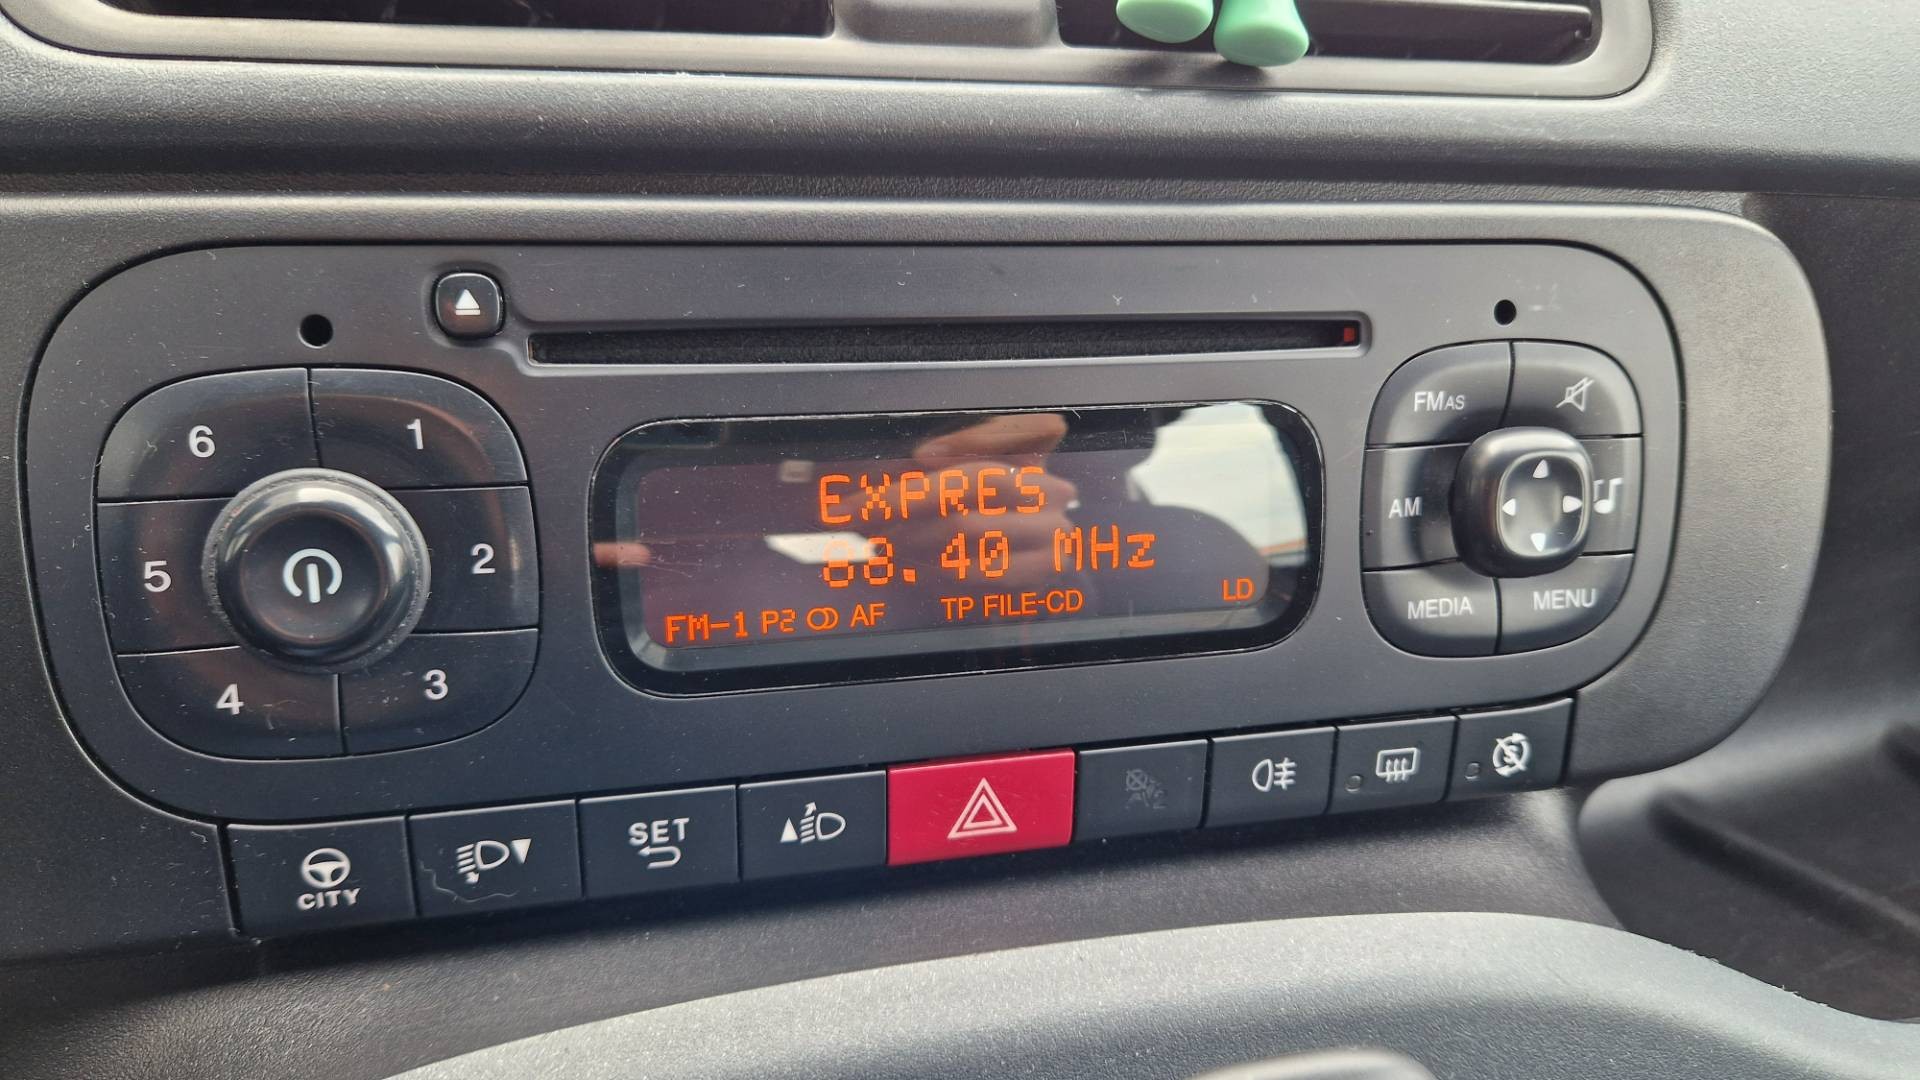 6 1
5 2
4 3
EXPRES
88.40 MHz
FM-1 P2 AF TP FILE-CD LD
FMAS
AM
MEDIA MENU
CITY
SET
S